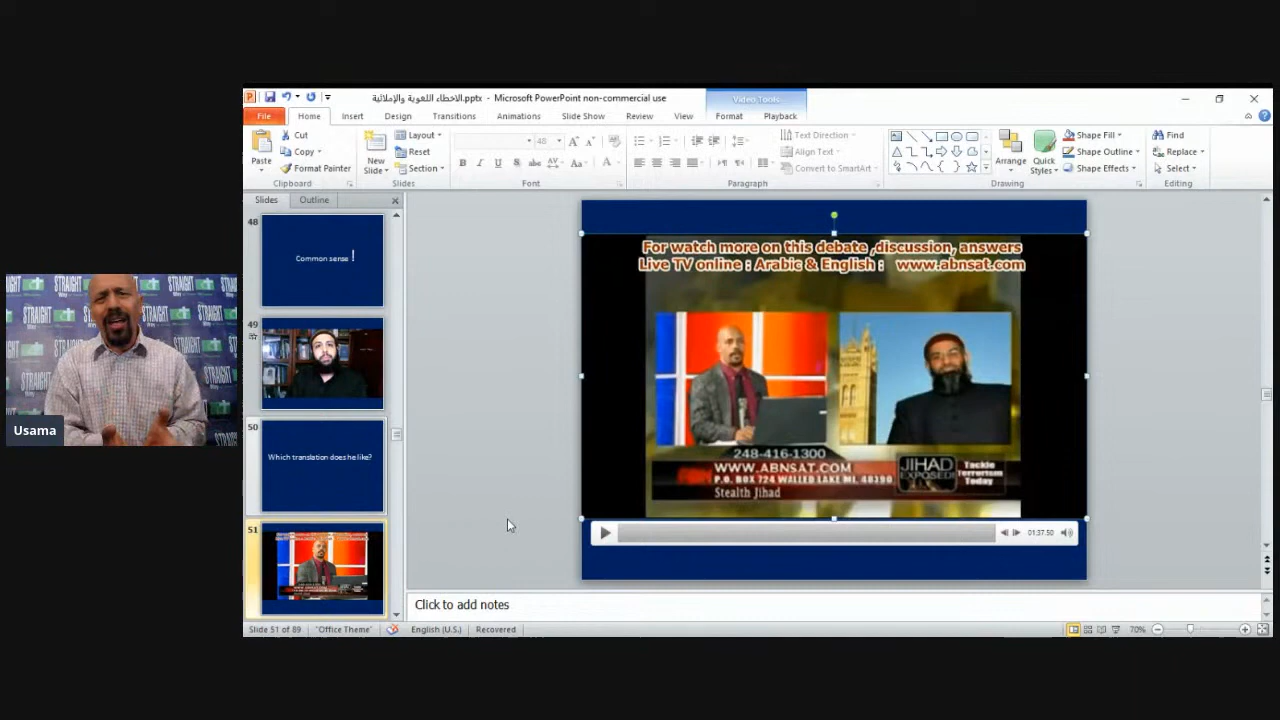 الاخطاء اللغوية والإملائية.pptx - Microsoft PowerPoint non-commercial use
Video Tools
File Home Insert Design Transitions Animations Slide Show Review View Format Playback
Paste
Cut
Copy
Format Painter
Clipboard
New
Slide
Layout
Reset
Section
Slides
48
Font
Text Direction
Align Text
Convert to SmartArt
Paragraph
Arrange
Quick
Styles
Shape Fill
Shape Outline
Shape Effects
Drawing
Find
Replace
Select
Editing
Slides Outline
48
Common sense !
49
50
Which translation does he like?
51
For watch more on this debate ,discussion, answers
Live TV online : Arabic & English : www.abnsat.com
248-416-1300
WWW.ABNSAT.COM
P.O. BOX 724 WALLED LAKE MI, 48390
Stealth Jihad
JIHAD
EXPOSED
Tackle
Terrorism
Today
01:37.50
STRAIGHT
Way
Usama
Click to add notes
Slide 51 of 89 "Office Theme" English (U.S.) Recovered 70%